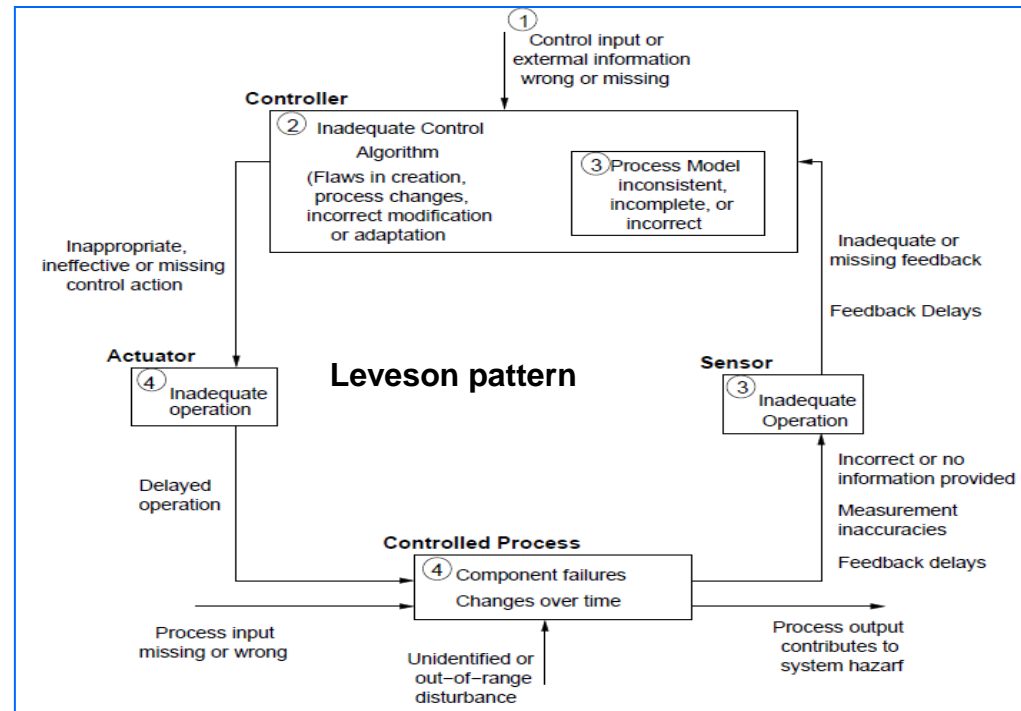 1
Control input or
extermal information
wrong or missing
Controller
2 Inadequate Control
Algorithm
(Flaws in creation,
process changes,
incorrect modification
or adaptation
3 Process Model
inconsistent,
incomplete, or
incorrect
Inappropriate,
ineffective or missing
control action
Inadequate or
missing feedback
Feedback Delays
Actuator
4 Inadequate
operation
Leveson pattern
Sensor
3 Inadequate
Operation
Delayed
operation
Incorrect or no
information provided
Measurement
inaccuracies
Feedback delays
Controlled Process
4 Component failures
Changes over time
Process input
missing or wrong
Unidentified or
out−of−range
disturbance
Process output
contributes to
system hazarf